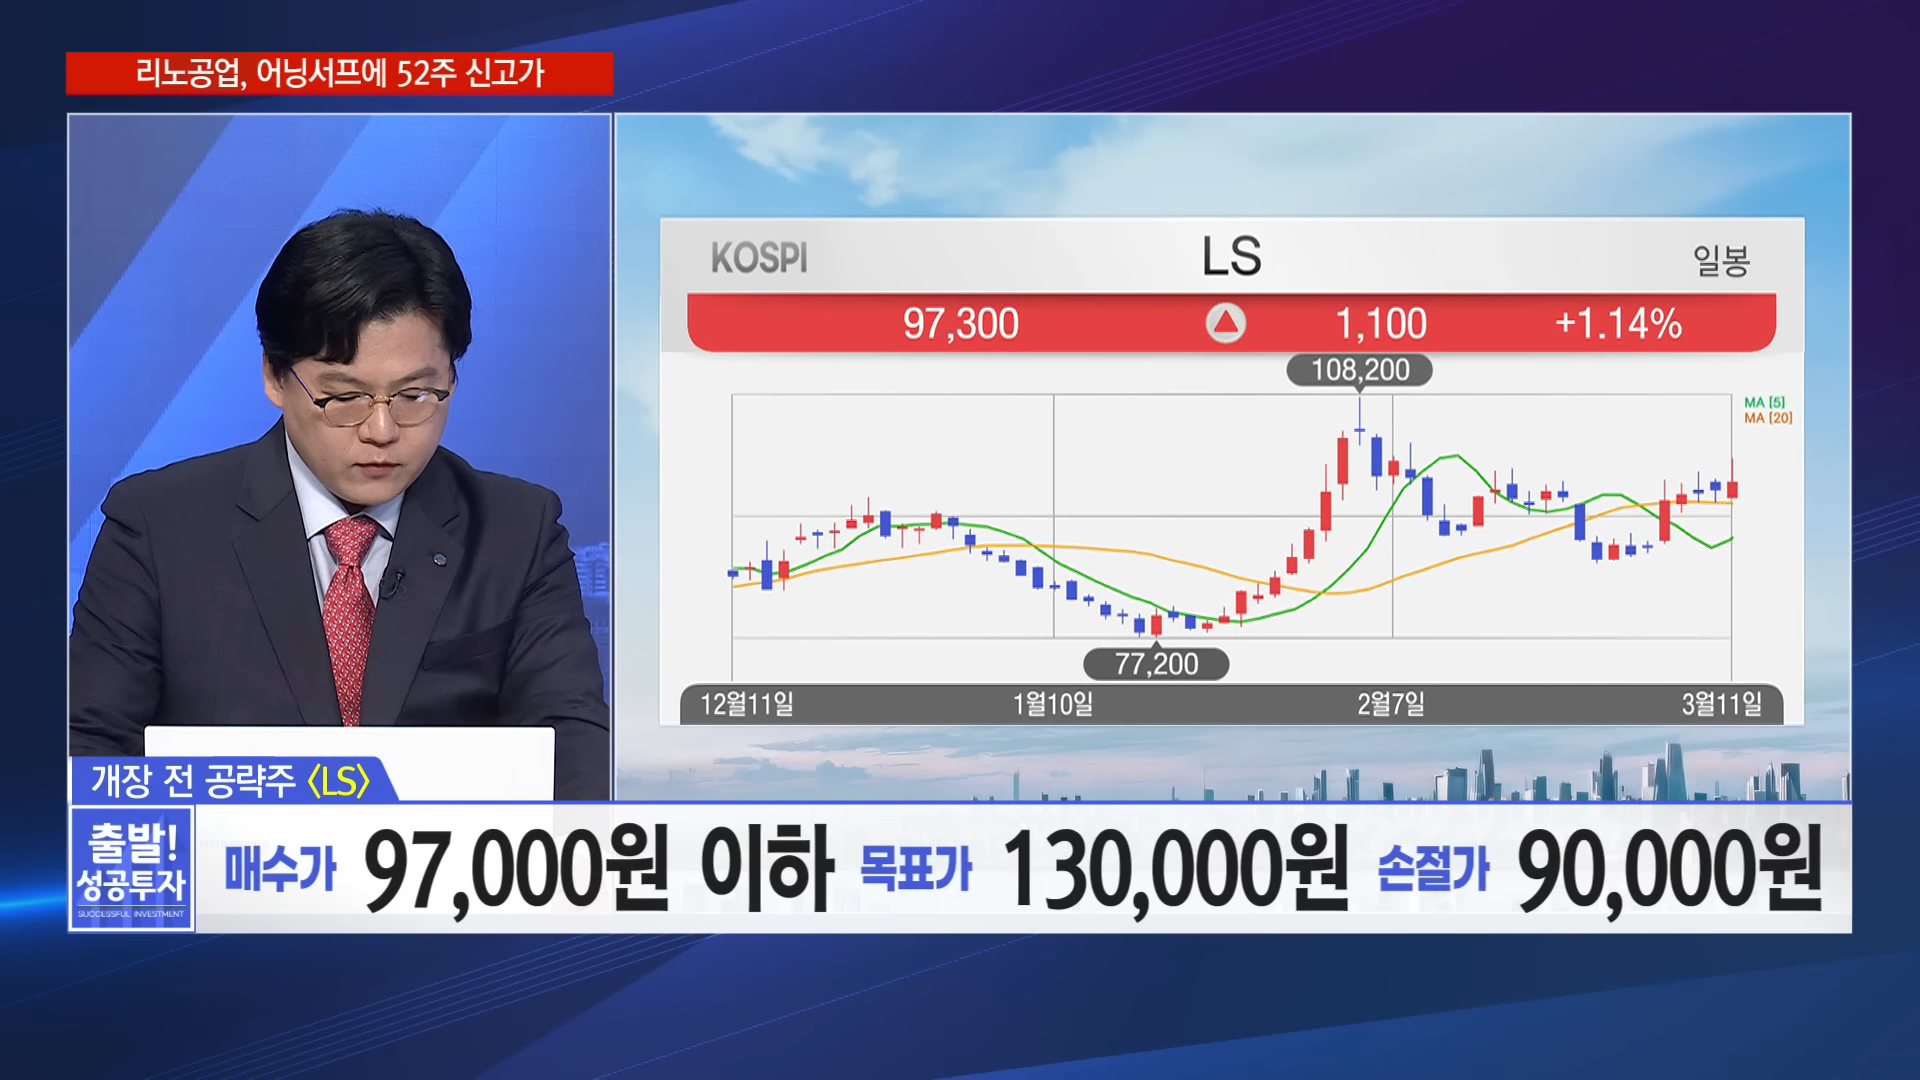 리노공업, 어닝서프에 52주 신고가
KOSPI
LS
일봉
97,300
1,100
+1.14%
108,200
MA [5]
MA [20]
77,200
12월11일
1월10일
2월7일
3월11일
개장 전 공략주 〈LS〉
출발!
성공투자
SUCCESSFUL INVESTMENT
매수가 97,000원 이하 목표가 130,000원 손절가 90,000원